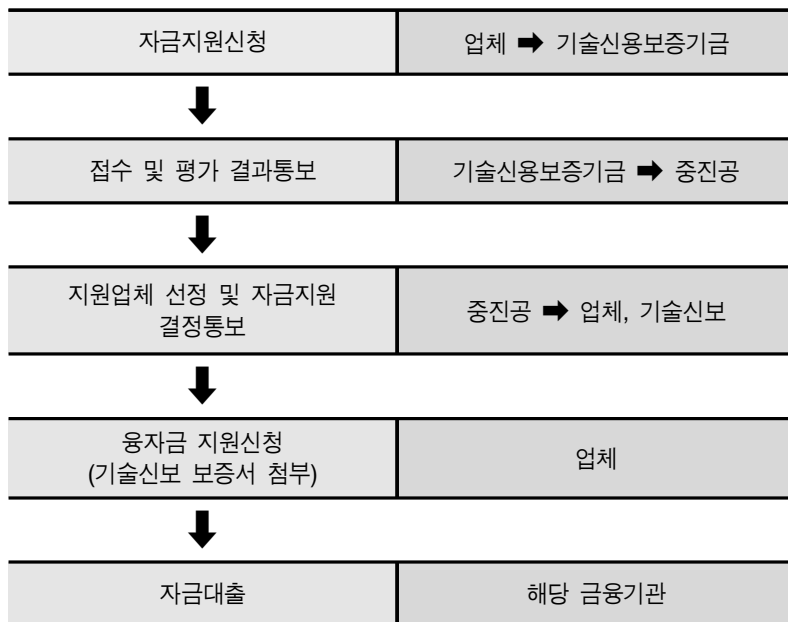 자금지원신청
업체 ➡ 기술신용보증기금
접수 및 평가 결과통보
기술신용보증기금 ➡ 중진공
지원업체 선정 및 자금지원
결정통보
중진공 ➡ 업체, 기술신보
융자금 지원신청
(기술신보 보증서 첨부)
업체
자금대출
해당 금융기관